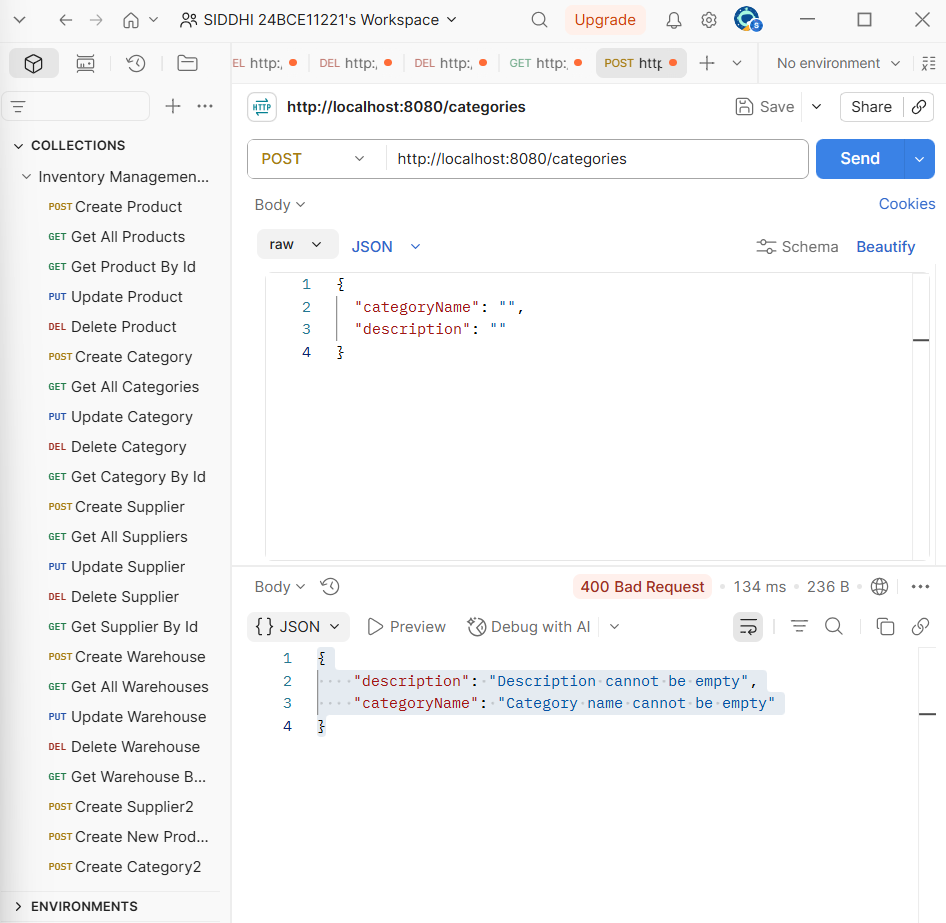 SIDDHI 24BCE11221's Workspace
Upgrade
EL http:,
DEL http:,
DEL http:,
GET http:,
POST http
No environment
HTTP
http://localhost:8080/categories
Save
Share
POST
http://localhost:8080/categories
Send
Body
Cookies
raw
JSON
Schema
Beautify
1 {
2 "categoryName": "",
3 "description": ""
4 }
COLLECTIONS
Inventory Managemen...
POST Create Product
GET Get All Products
GET Get Product By Id
PUT Update Product
DEL Delete Product
POST Create Category
GET Get All Categories
PUT Update Category
DEL Delete Category
GET Get Category By Id
POST Create Supplier
GET Get All Suppliers
PUT Update Supplier
DEL Delete Supplier
GET Get Supplier By Id
POST Create Warehouse
GET Get All Warehouses
PUT Update Warehouse
DEL Delete Warehouse
GET Get Warehouse B...
POST Create Supplier2
POST Create New Prod...
POST Create Category2
ENVIRONMENTS
Body
400 Bad Request
134 ms
236 B
{} JSON
Preview
Debug with AI
1 {
2 "description": "Description cannot be empty",
3 "categoryName": "Category name cannot be empty"
4 }